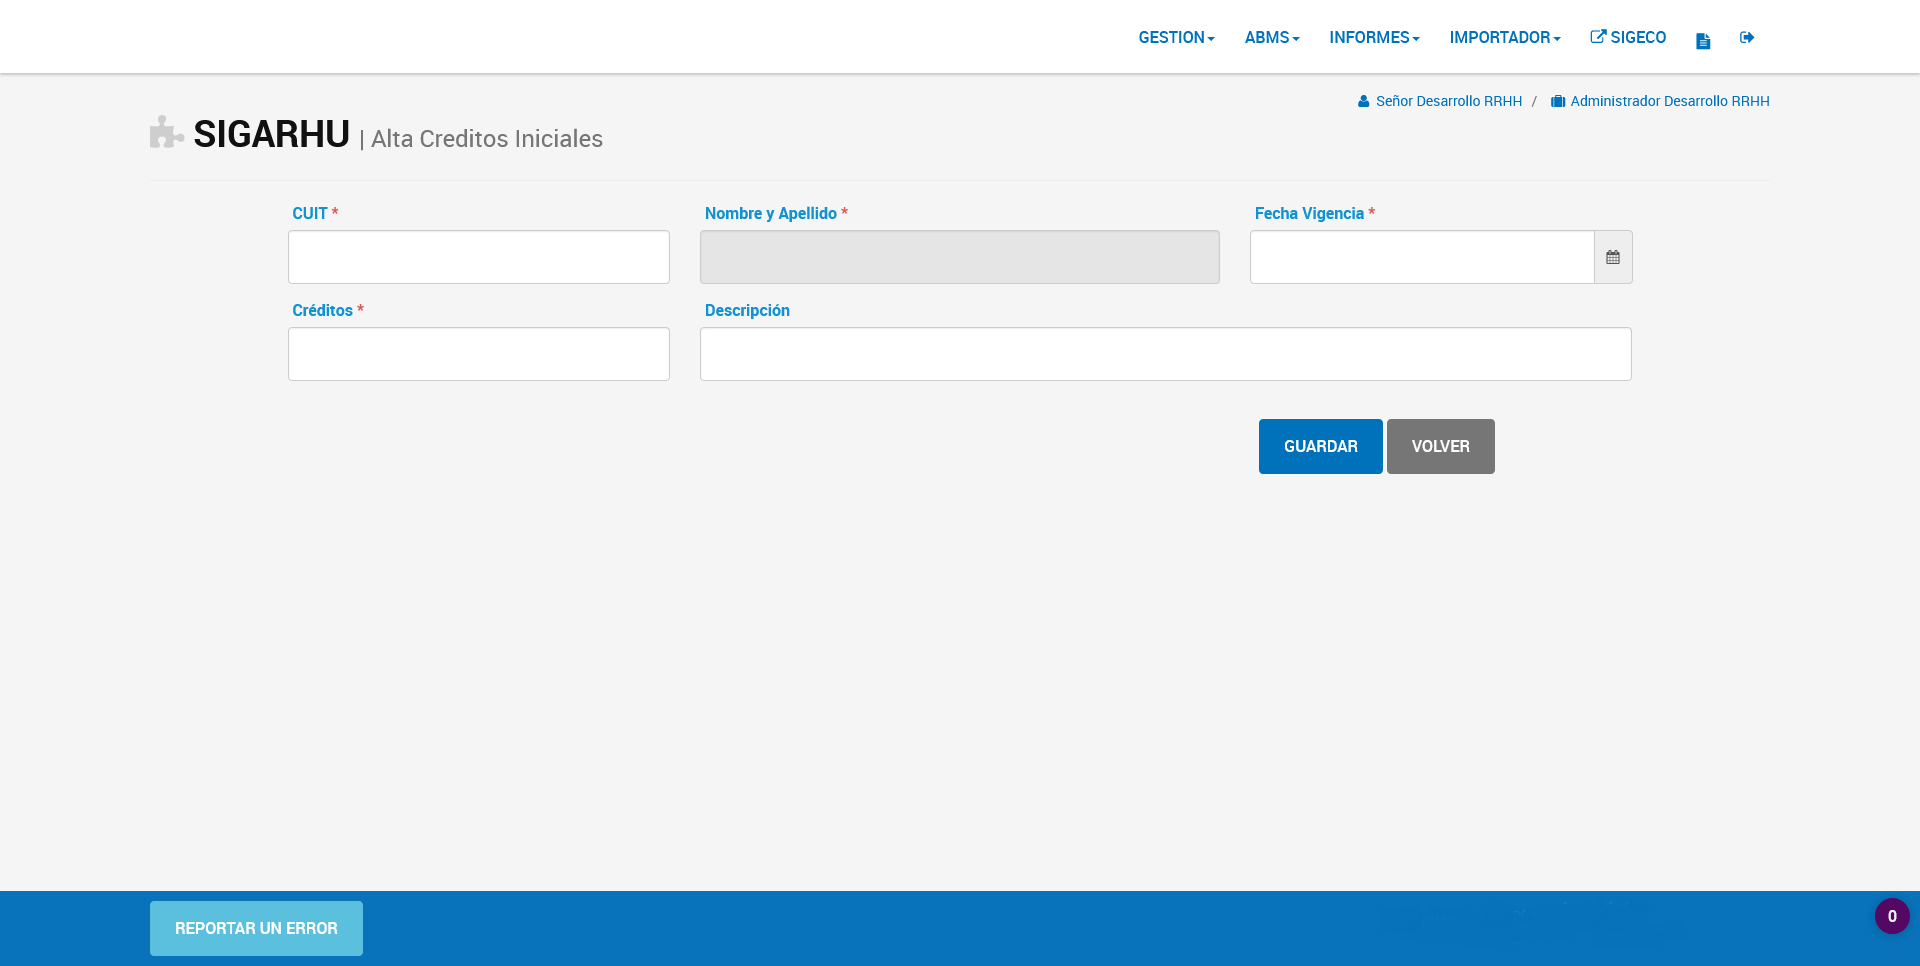 GESTION ABMS INFORMES IMPORTADOR SIGECO
Señor Desarrollo RRHH / Administrador Desarrollo RRHH
SIGARHU | Alta Creditos Iniciales
CUIT * Nombre y Apellido * Fecha Vigencia *
Créditos * Descripción
GUARDAR VOLVER
REPORTAR UN ERROR 0